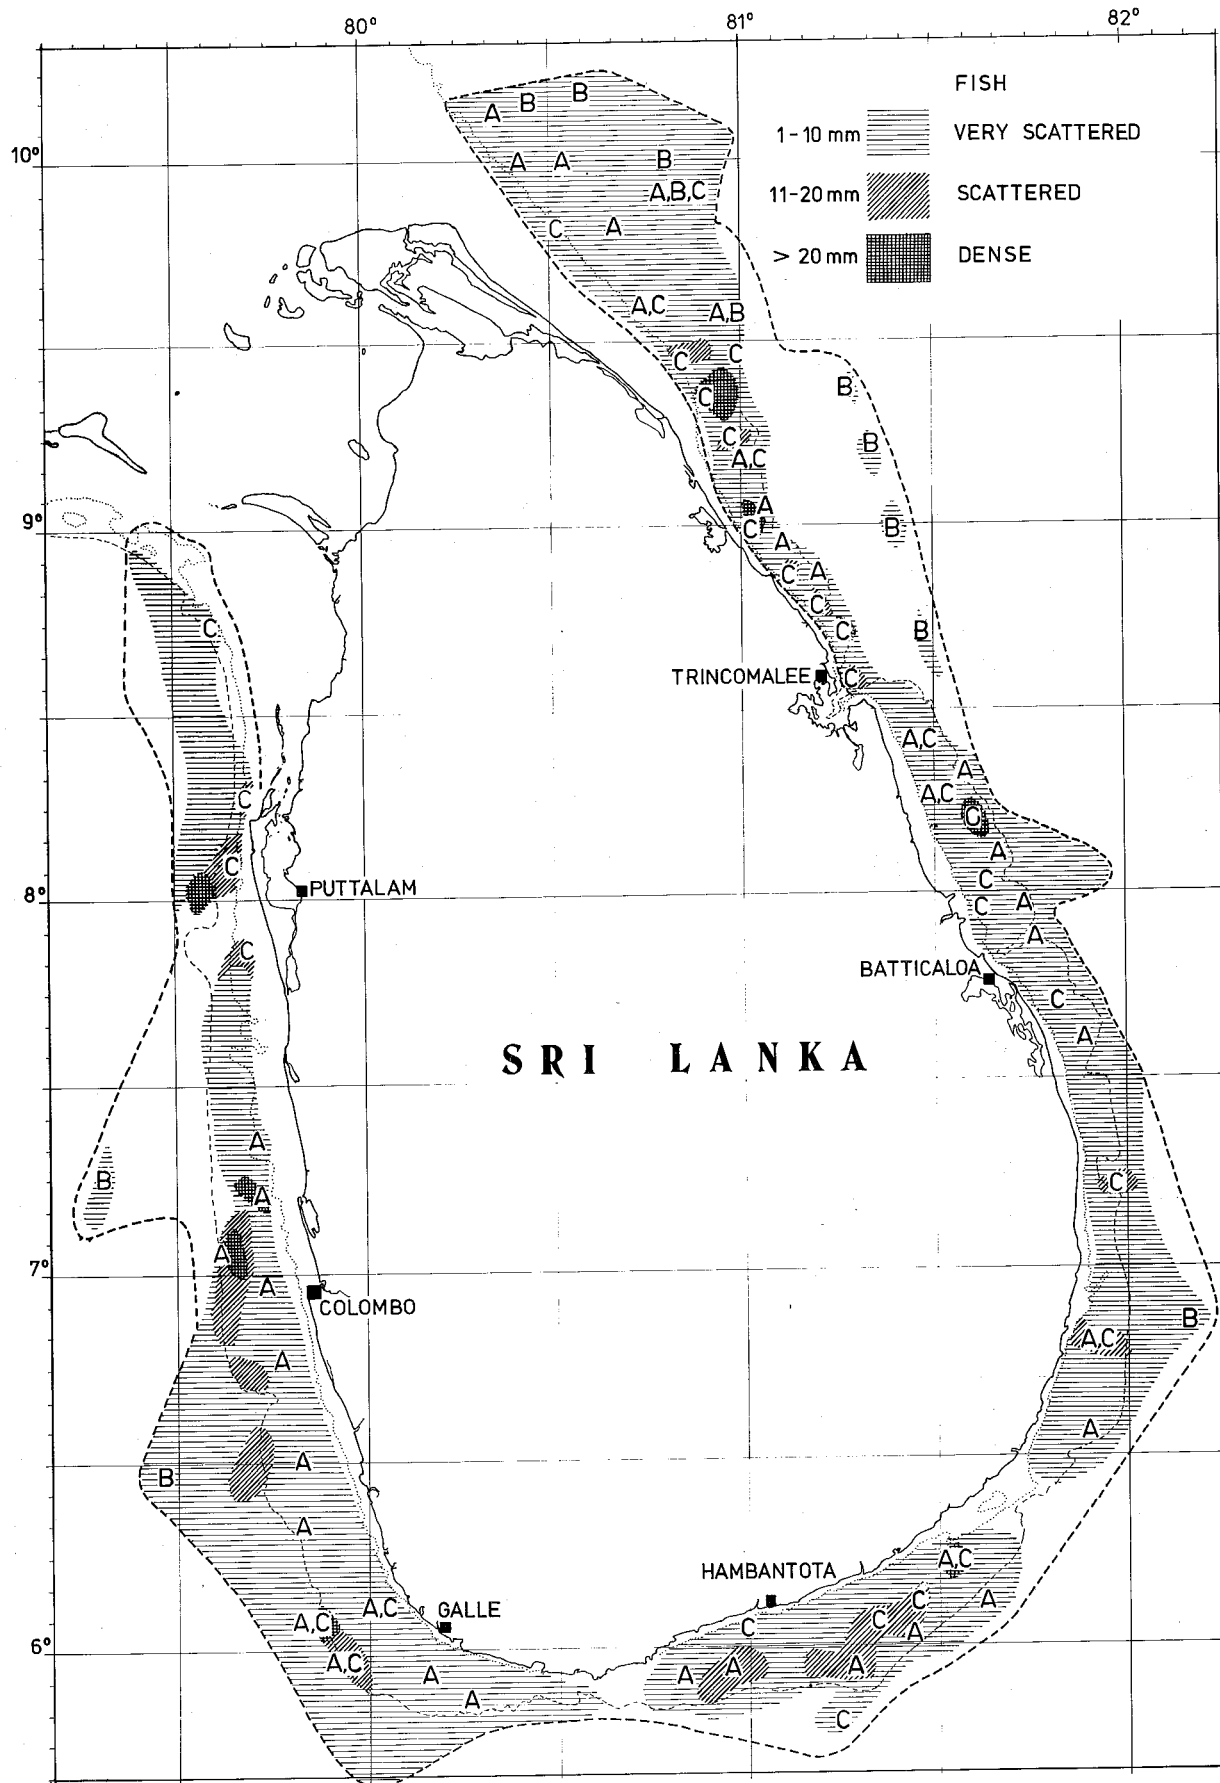 80° 81° 82°
FISH
1-10 mm VERY SCATTERED
11-20 mm SCATTERED
> 20 mm DENSE
B
B
A
10°
A A B
A,B,C
C A
A,C A,B
C C
B
C
C B
A,C
A
9° C B
A
C A
C
C C B
TRINCOMALEE C
A,C
A
C A,C C
C A
C
PUTTALAM
8° C A
A
C BATTICALOA
C
A
SRI LANKA
A
B C
A
A
7° A
COLOMBO B
A,C
A
A
A
B
A
A,C
HAMBANTOTA
A
A,C GALLE C
A,C C C
6° A
A,C A A A A
A
C